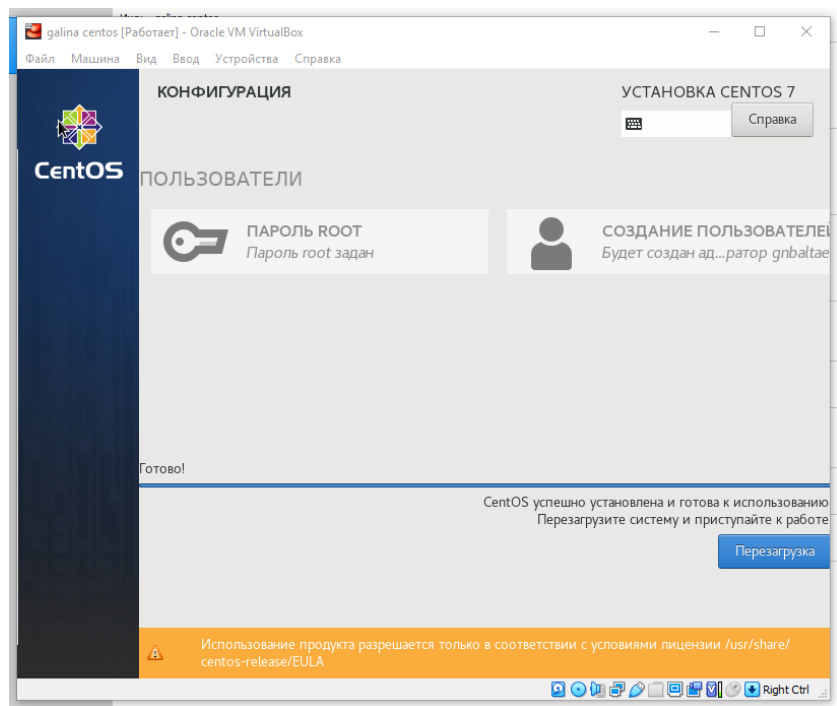 galina centos [Работает] - Oracle VM VirtualBox
Файл Машина Вид Ввод Устройства Справка
КОНФИГУРАЦИЯ
УСТАНОВКА CENTOS 7
Справка
CentOS
ПОЛЬЗОВАТЕЛИ
ПАРОЛЬ ROOT
Пароль root задан
СОЗДАНИЕ ПОЛЬЗОВАТЕЛЕЙ
Будет создан ад...ратор gnbaltae
Готово!
CentOS успешно установлена и готова к использованию
Перезагрузите систему и приступайте к работе
Перезагрузка
Использование продукта разрешается только в соответствии с условиями лицензии /usr/share/
centos-release/EULA
Right Ctrl